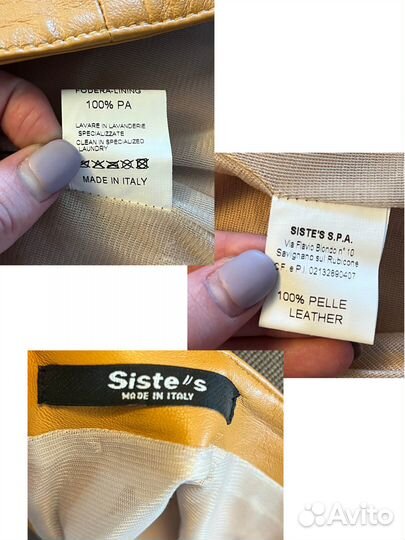 FODERA-LINING
100% PA
LAVARE IN LAVANDERIE
SPECIALIZZATE
CLEAN IN SPECIALIZED
LAUNDRY
MADE IN ITALY
SISTE'S S.P.A.
Via Flavio Biondo n° 10
Savignano sul Rubicone
CF. e P.I. 02132890407
100% PELLE
LEATHER
Siste"s
MADE IN ITALY
Avito